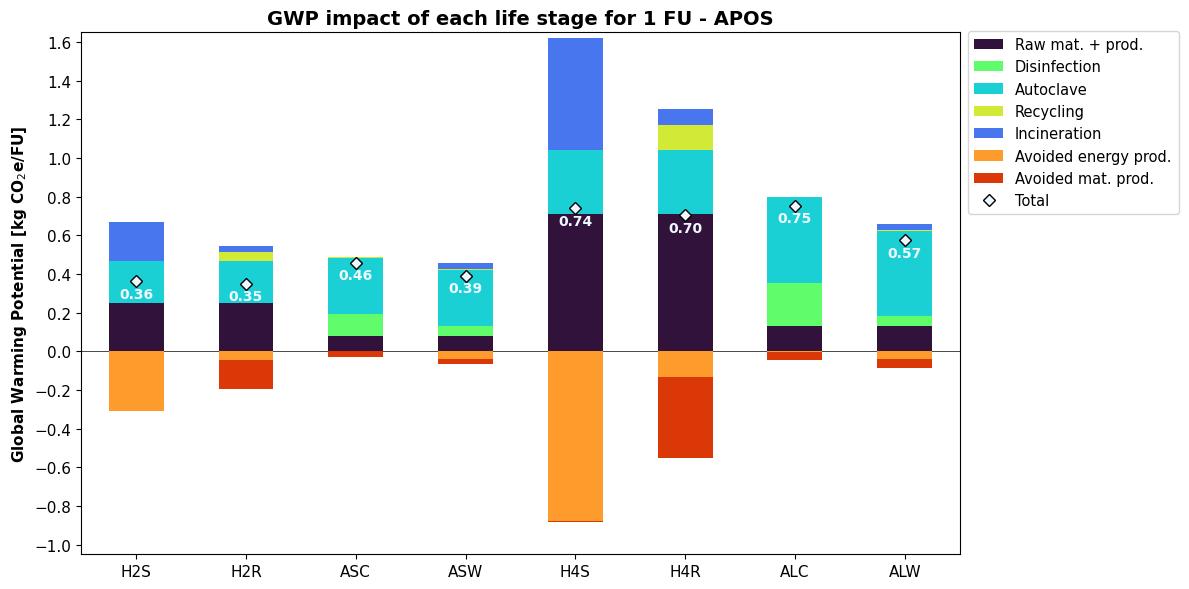 GWP impact of each life stage for 1 FU - APOS
Global Warming Potential [kg CO₂e/FU]
1.6
1.4
1.2
1.0
0.8
0.6
0.4
0.2
0.0
−0.2
−0.4
−0.6
−0.8
−1.0
0.36
0.35
0.46
0.39
0.74
0.70
0.75
0.57
H2S H2R ASC ASW H4S H4R ALC ALW
Raw mat. + prod.
Disinfection
Autoclave
Recycling
Incineration
Avoided energy prod.
Avoided mat. prod.
Total